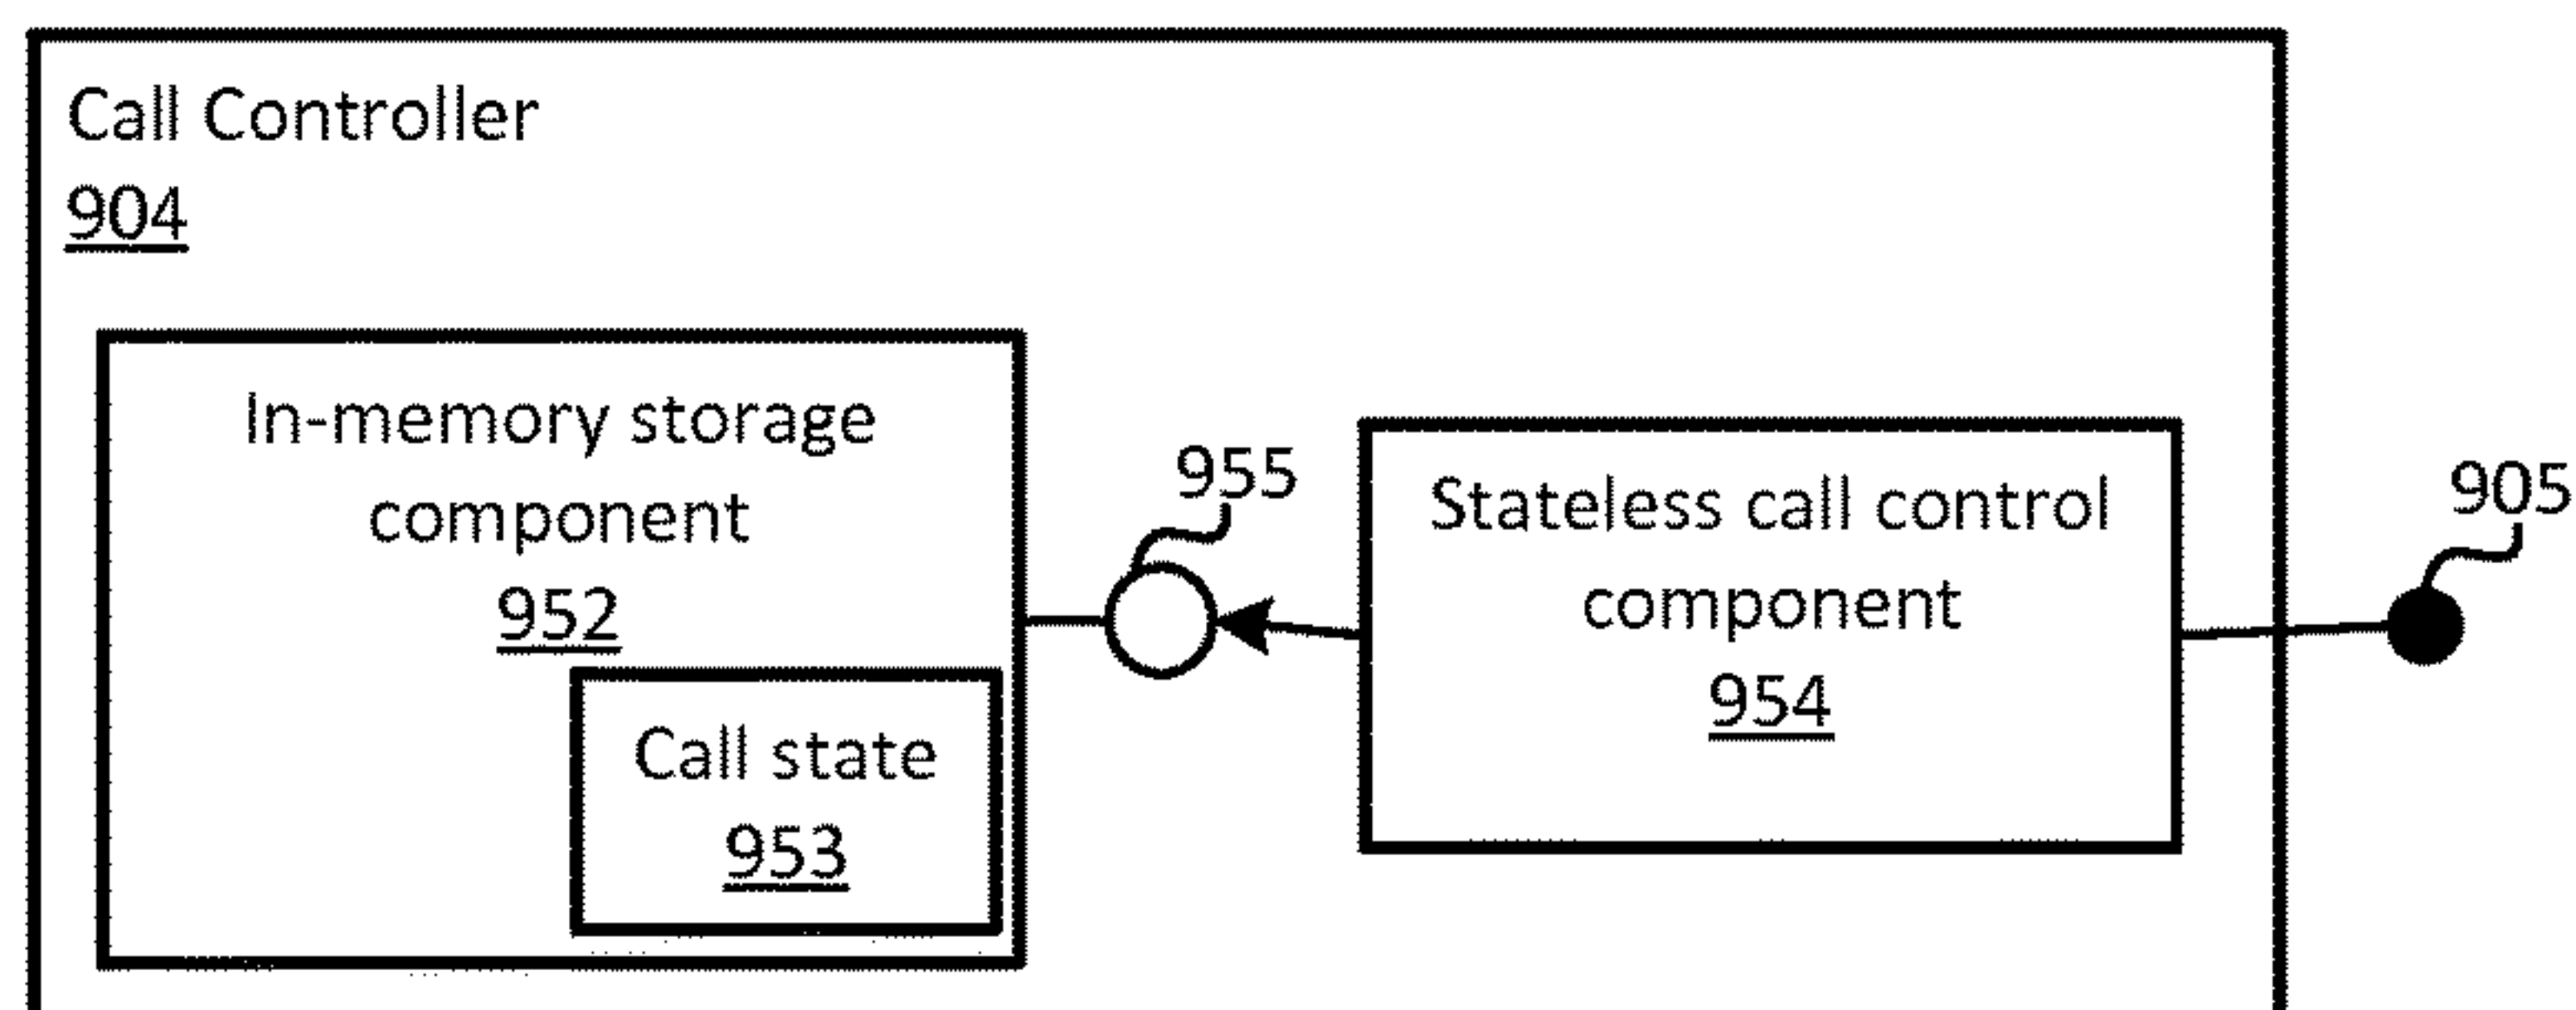 Call Controller
904
In-memory storage
component
952
Call state
953
955
Stateless call control
component
954
905